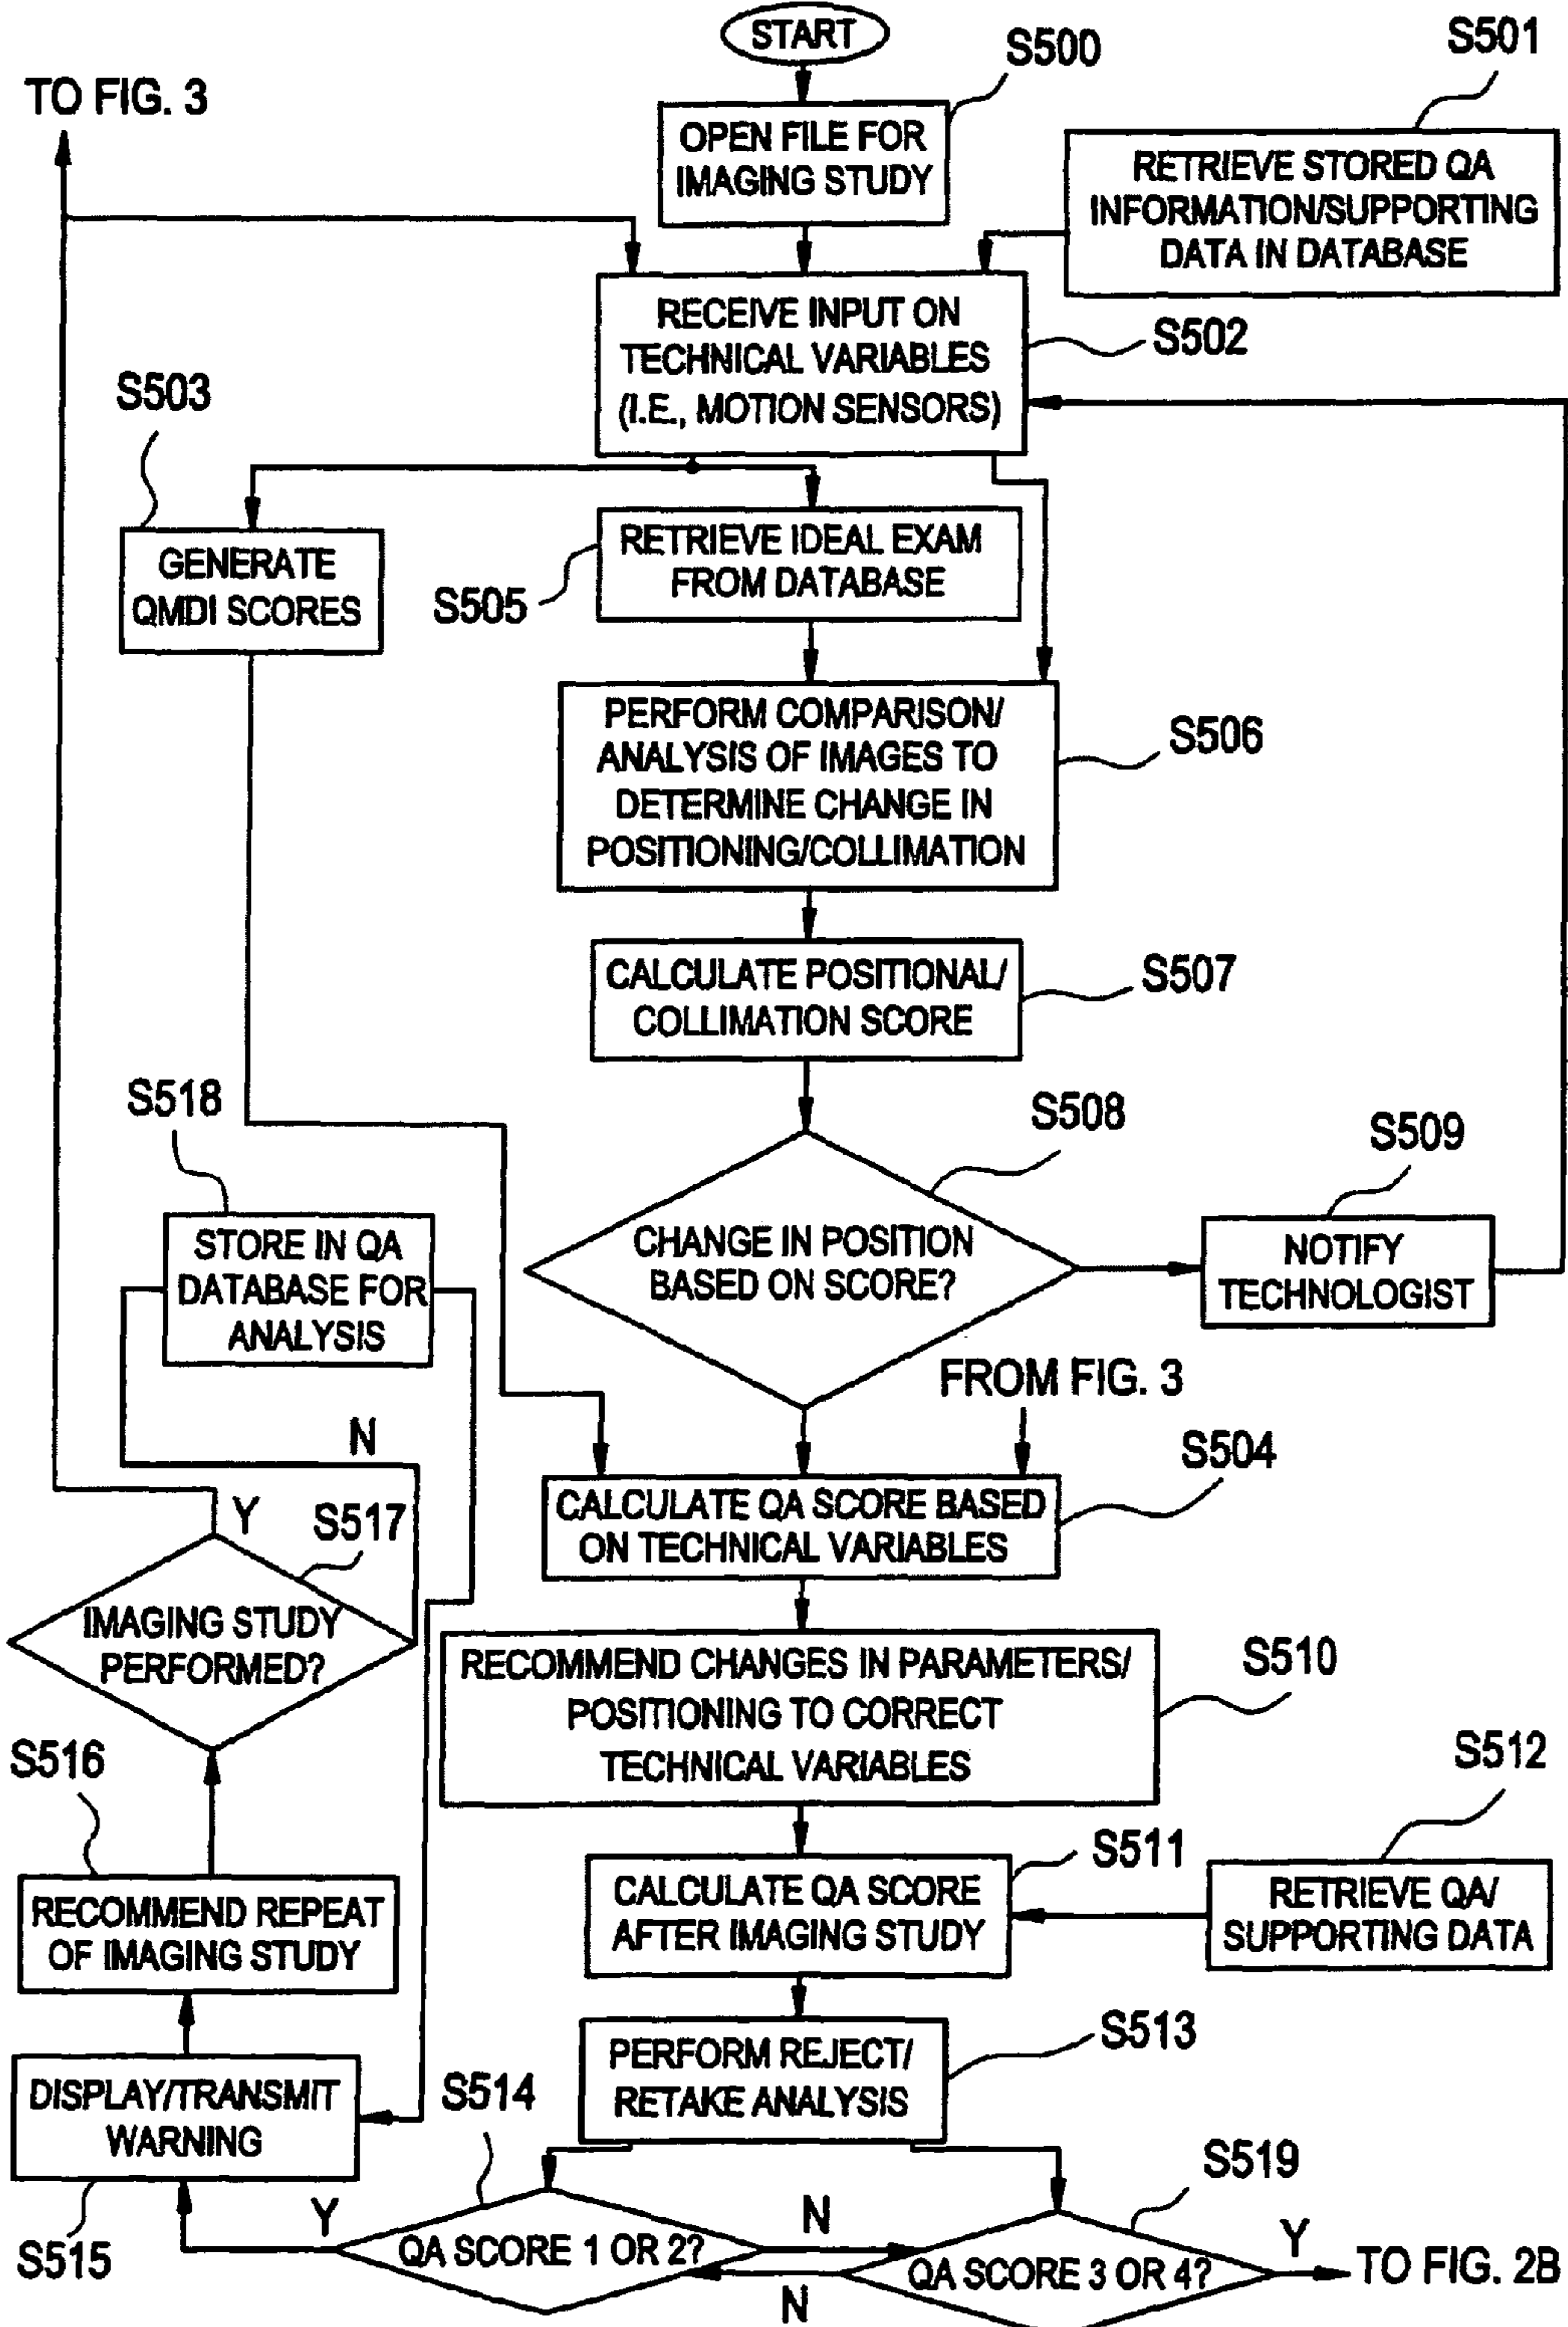 START
S500
S501
TO FIG. 3
OPEN FILE FOR
IMAGING STUDY
RETRIEVE STORED QA
INFORMATION/SUPPORTING
DATA IN DATABASE
RECEIVE INPUT ON
TECHNICAL VARIABLES
(I.E., MOTION SENSORS)
S502
S503
GENERATE
QMDI SCORES
RETRIEVE IDEAL EXAM
FROM DATABASE
S505
PERFORM COMPARISON/
ANALYSIS OF IMAGES TO
DETERMINE CHANGE IN
POSITIONING/COLLIMATION
S506
CALCULATE POSITIONAL/
COLLIMATION SCORE
S507
S518
S508
S509
STORE IN QA
DATABASE FOR
ANALYSIS
CHANGE IN POSITION
BASED ON SCORE?
NOTIFY
TECHNOLOGIST
FROM FIG. 3
N
S504
CALCULATE QA SCORE BASED
ON TECHNICAL VARIABLES
Y
S517
IMAGING STUDY
PERFORMED?
RECOMMEND CHANGES IN PARAMETERS/
POSITIONING TO CORRECT
TECHNICAL VARIABLES
S510
S516
S512
S511
RECOMMEND REPEAT
OF IMAGING STUDY
CALCULATE QA SCORE
AFTER IMAGING STUDY
RETRIEVE QA/
SUPPORTING DATA
S513
PERFORM REJECT/
RETAKE ANALYSIS
DISPLAY/TRANSMIT
WARNING
S514
S519
S515
Y
QA SCORE 1 OR 2?
N
N
QA SCORE 3 OR 4?
Y
TO FIG. 2B